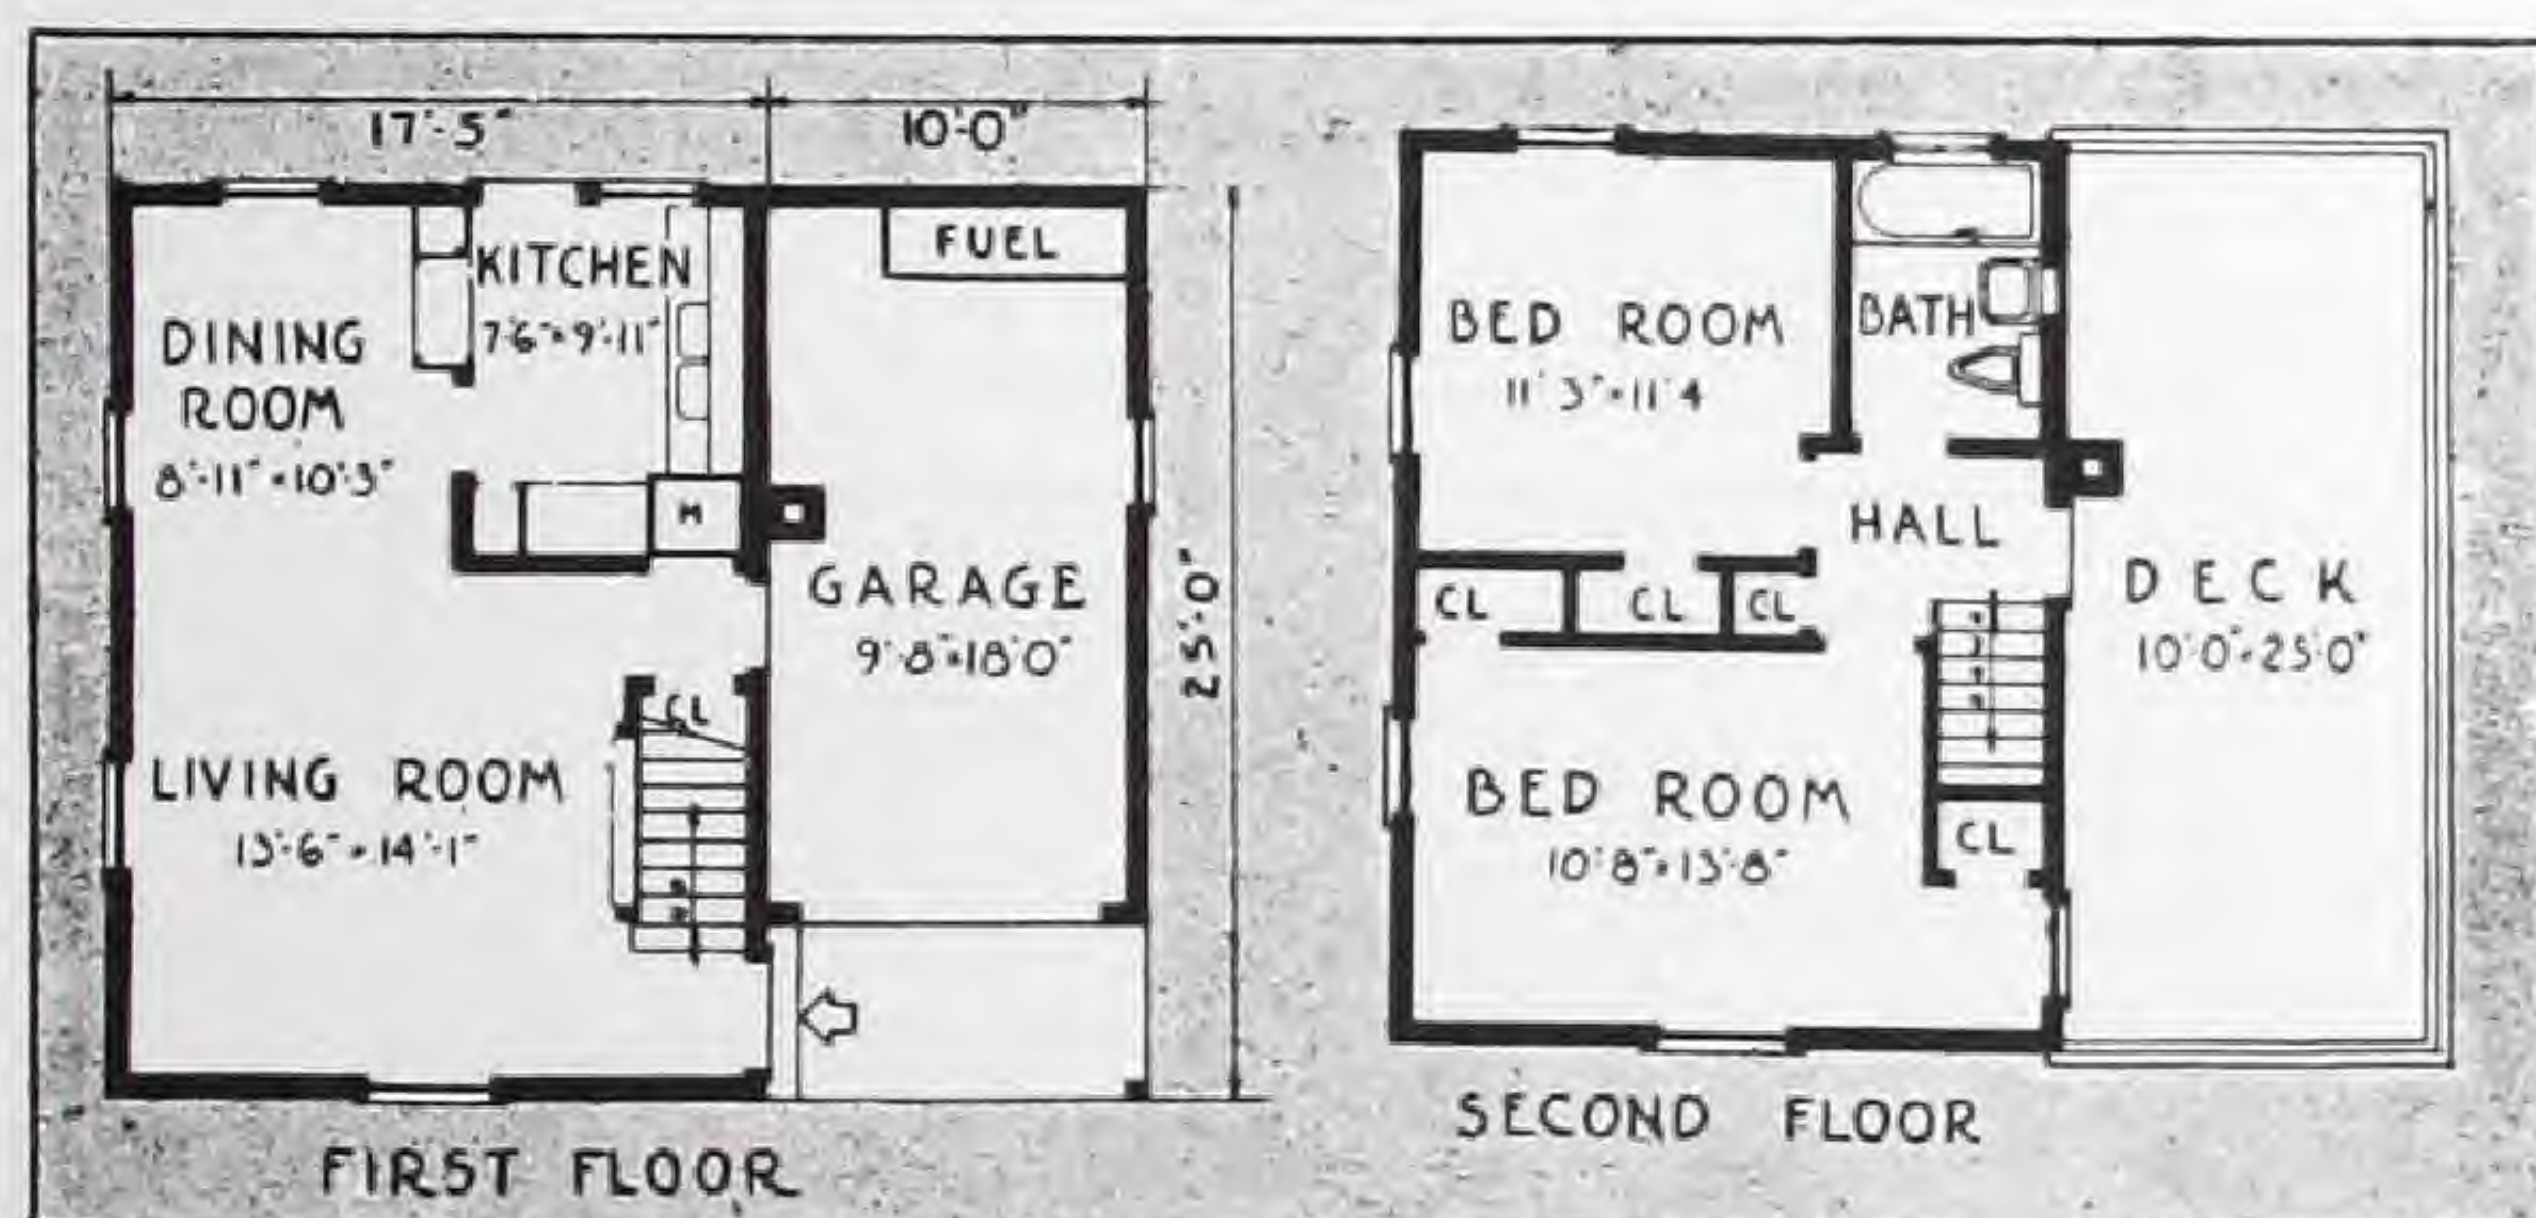 17'-5" 10'-0"
FUEL
KITCHEN
7'6" × 9'-11"
DINING
ROOM
8'-11" × 10'-3"
H
GARAGE
9'-8" × 18'0"
25'-0"
CL
LIVING ROOM
13'-6" × 14'-1"
FIRST FLOOR
BED ROOM
11'3" × 11'4
BATH
HALL
CL CL CL
DECK
10'-0" × 25'0"
BED ROOM
10'8" × 13'-8"
CL
SECOND FLOOR